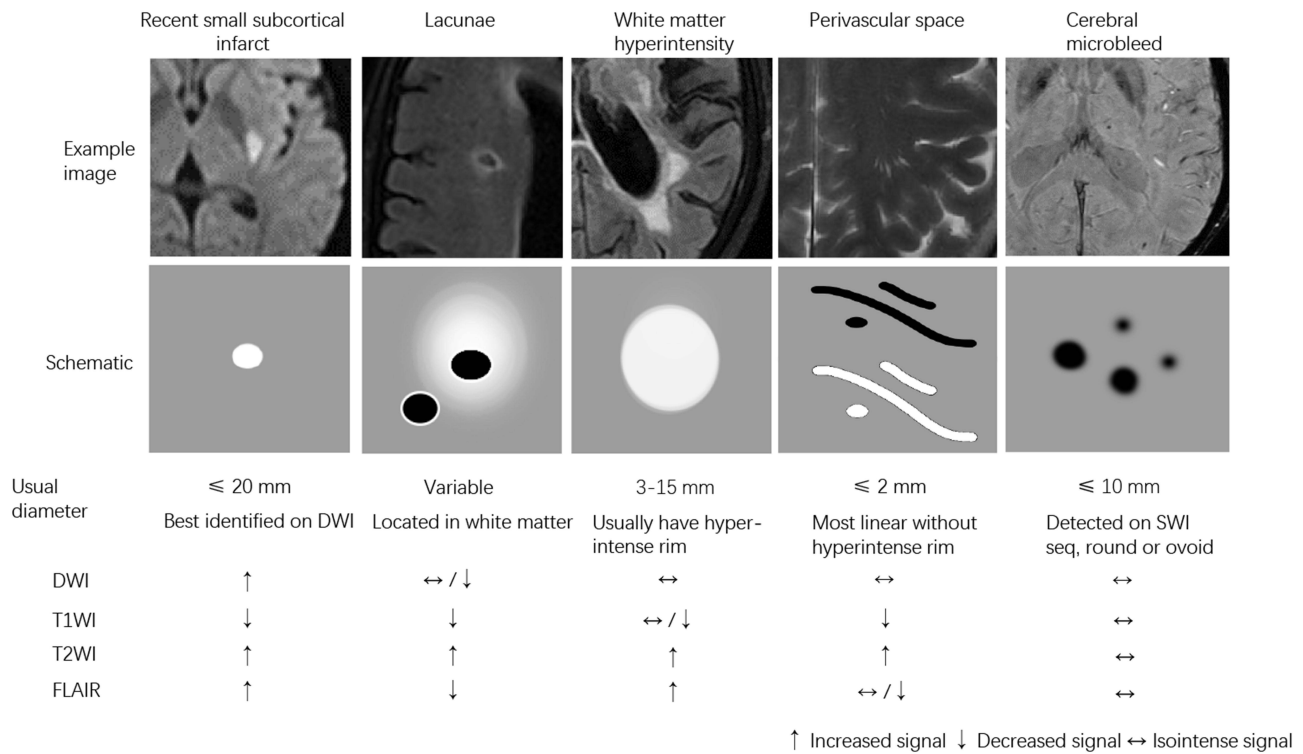 Recent small subcortical infarct
Lacunae
White matter hyperintensity
Perivascular space
Cerebral microbleed
Example image
Schematic
Usual diameter
≤ 20 mm
Variable
3-15 mm
≤ 2 mm
≤ 10 mm
Best identified on DWI
Located in white matter
Usually have hyper-
intense rim
Most linear without
hyperintense rim
Detected on SWI
seq, round or ovoid
DWI ↑ ↔ / ↓ ↔ ↔ ↔
T1WI ↓ ↓ ↔ / ↓ ↓ ↔
T2WI ↑ ↑ ↑ ↑ ↔
FLAIR ↑ ↓ ↑ ↔ / ↓ ↔
↑ Increased signal ↓ Decreased signal ↔ Isointense signal